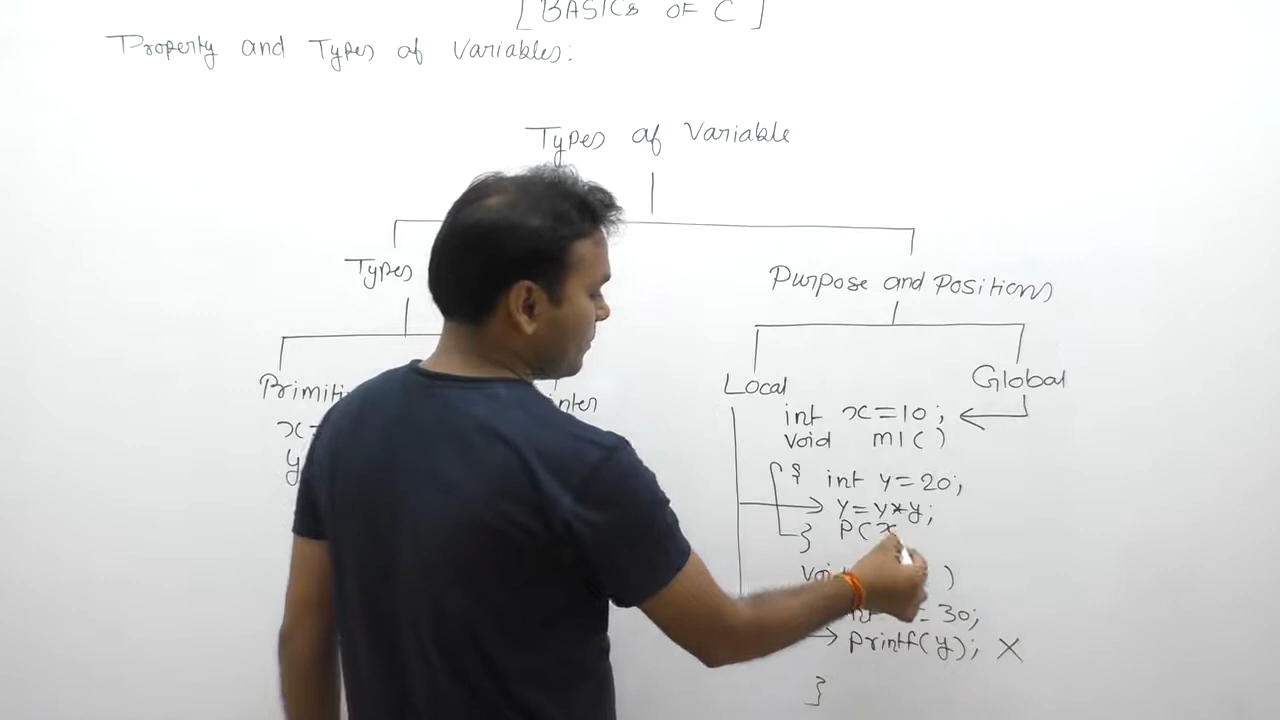 [ BASICs OF C ]
Property and Types of Variables:
Types of Variable
Types
Purpose and Positions
Local
Global
int x=10;
void m1( )
{ int y=20;
y=y*y;
} P(x
)
= 30;
printf(y); X
}